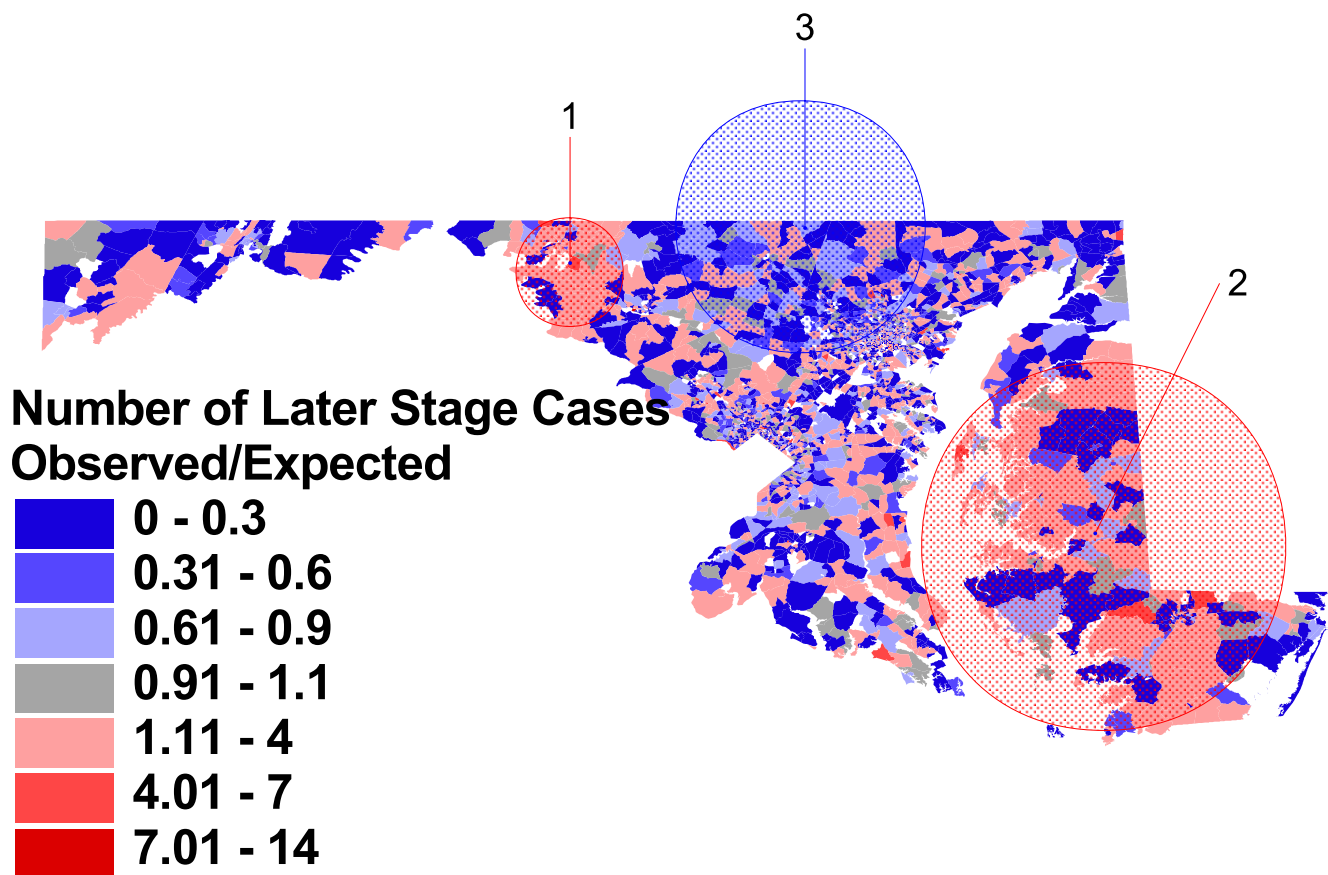 3
1
2
Number of Later Stage Cases
Observed/Expected
0 - 0.3
0.31 - 0.6
0.61 - 0.9
0.91 - 1.1
1.11 - 4
4.01 - 7
7.01 - 14